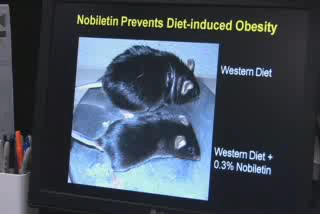 Nobiletin Prevents Diet-induced Obesity
Western Diet
Western Diet +
0.3% Nobiletin